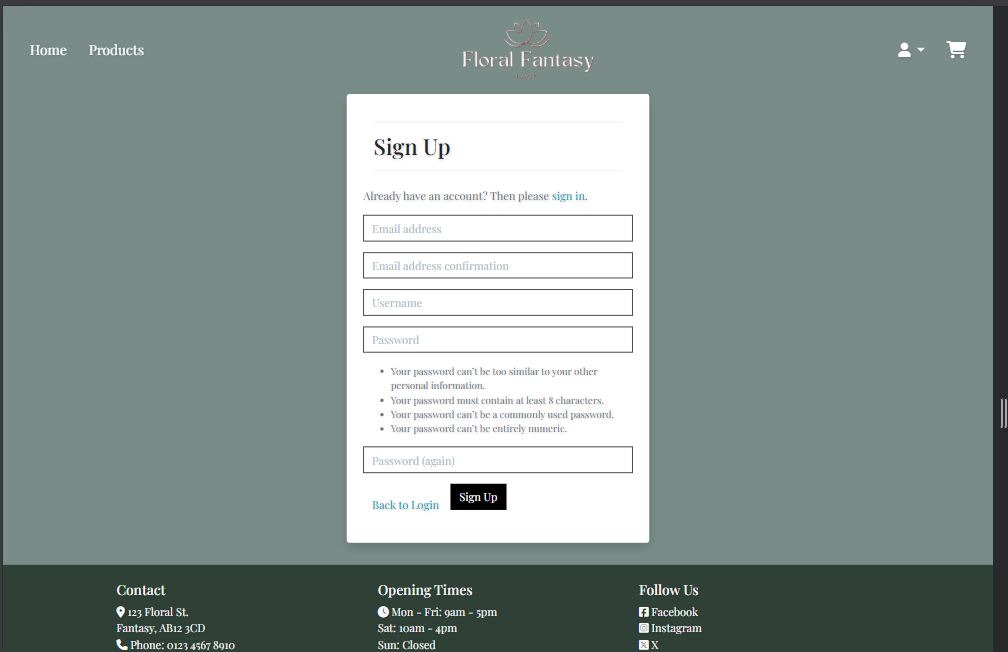 Home Products
Floral Fantasy
Sign Up
Already have an account? Then please sign in.
Email address
Email address confirmation
Username
Password
Your password can't be too similar to your other
personal information.
Your password must contain at least 8 characters.
Your password can't be a commonly used password.
Your password can't be entirely numeric.
Password (again)
Back to Login Sign Up
Contact
123 Floral St.
Fantasy, AB12 3CD
Phone: 0123 4567 8910
Opening Times
Mon - Fri: 9am - 5pm
Sat: 10am - 4pm
Sun: Closed
Follow Us
Facebook
Instagram
X